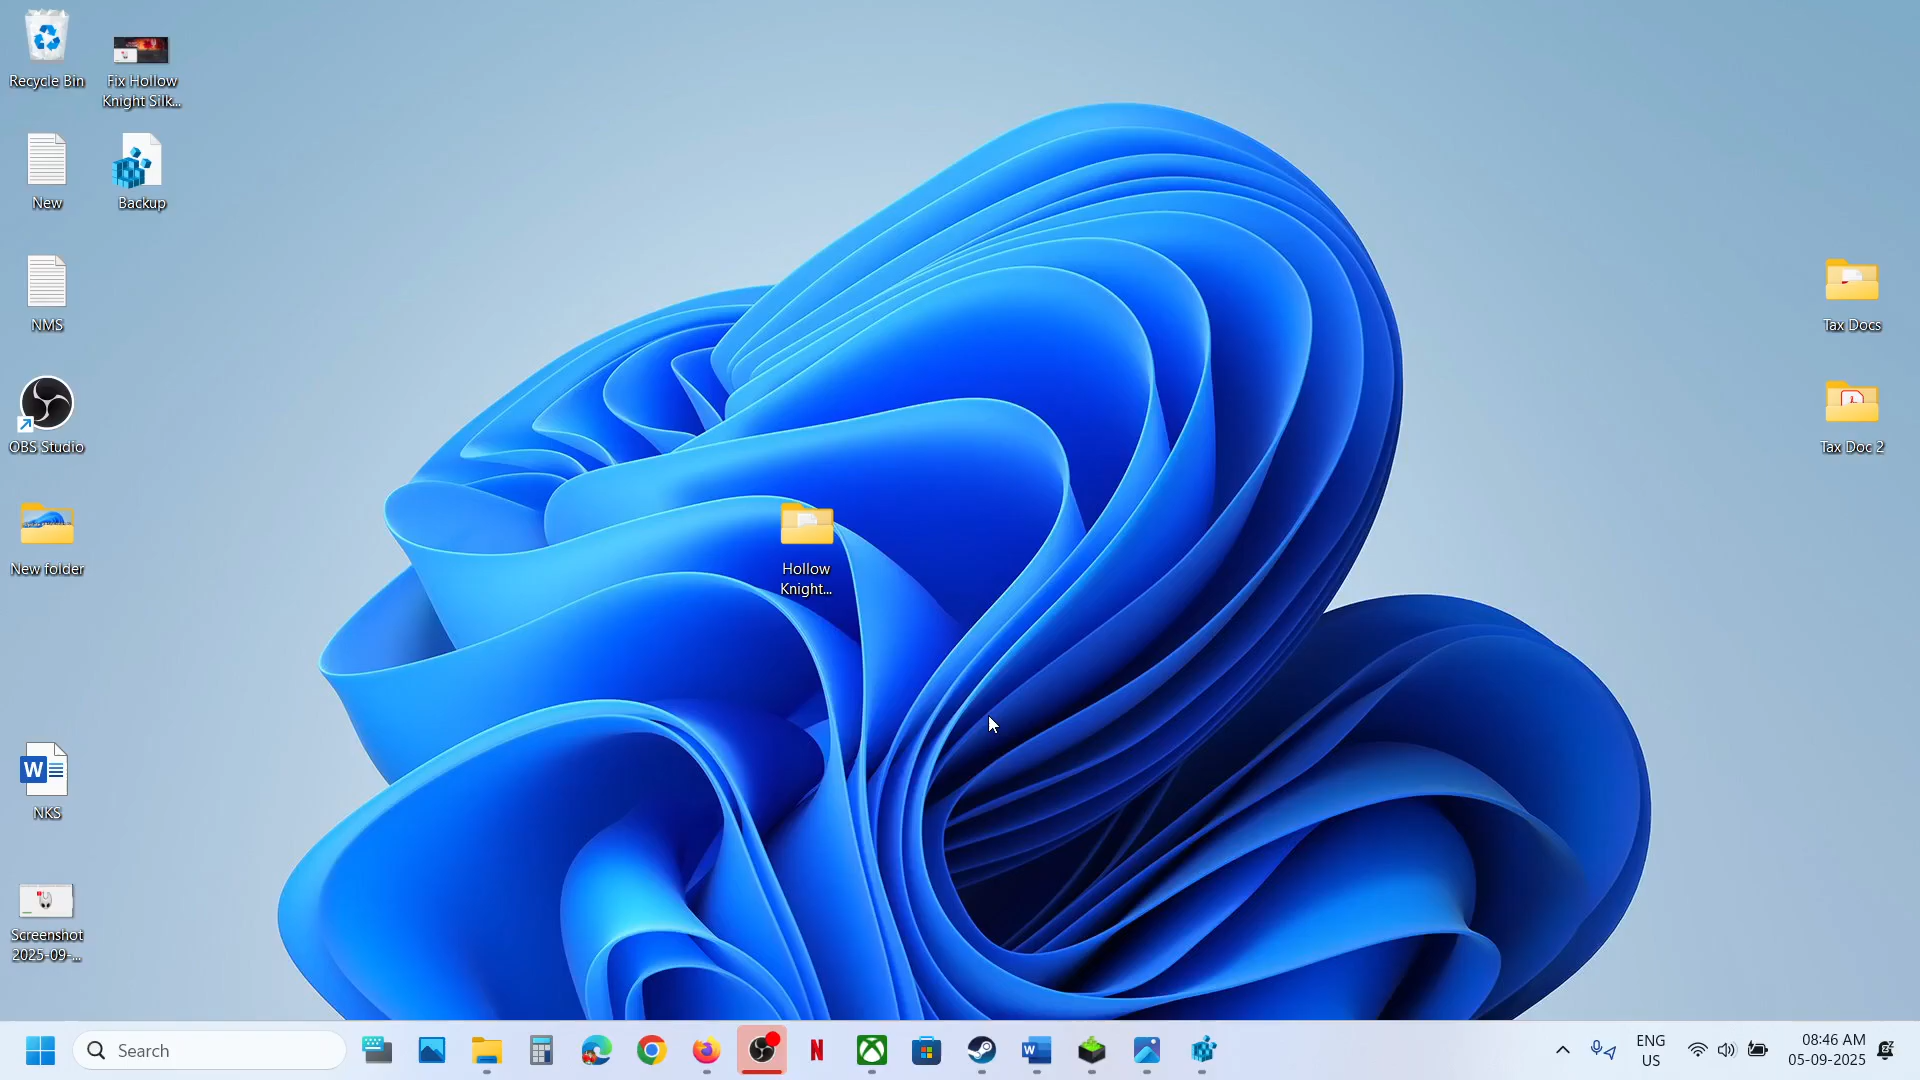 Recycle Bin
Fix Hollow
Knight Silk...
New
Backup
NMS
OBS Studio
New folder
NKS
Screenshot
2025-09-...
Hollow
Knight...
Tax Docs
Tax Doc 2
Search
ENG
US
08:46 AM
05-09-2025